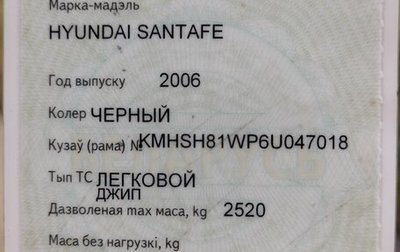 Марка-мадэль
HYUNDAI SANTAFE
Год выпуску 2006
Колер ЧЕРНЫЙ
Кузаў (рама) № KMHSH81WP6U047018
Тып ТС ЛЕГКОВОЙ
ДЖИП
Дазволеная max маса, kg 2520
Маса без нагрузкі, kg